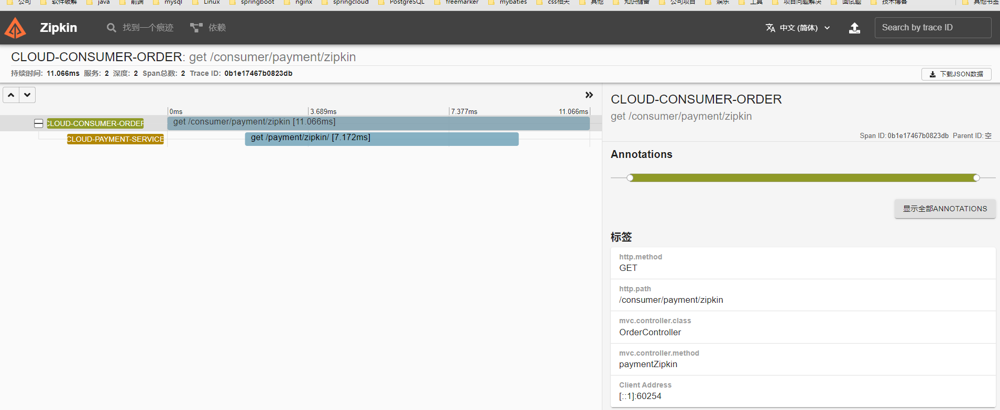 公司 软件破解 java 前端 mysql Linux springboot nginx springcloud PostgreSQL freemarker mybaties css相关 其他 知识储备 公司项目 娱乐 工具 项目问题解决 面试题 技术博客 其他书签
Zipkin 找到一个痕迹 依赖 中文 (简体) Search by trace ID
CLOUD-CONSUMER-ORDER: get /consumer/payment/zipkin
持续时间: 11.066ms 服务: 2 深度: 2 Span总数: 2 Trace ID: 0b1e17467b0823db
下载JSON数据
0ms 3.689ms 7.377ms 11.066ms
CLOUD-CONSUMER-ORDER get /consumer/payment/zipkin [11.066ms]
CLOUD-PAYMENT-SERVICE get /payment/zipkin/ [7.172ms]
CLOUD-CONSUMER-ORDER
get /consumer/payment/zipkin
Span ID: 0b1e17467b0823db Parent ID: 空
Annotations
显示全部ANNOTATIONS
标签
http.method
GET
http.path
/consumer/payment/zipkin
mvc.controller.class
OrderController
mvc.controller.method
paymentZipkin
Client Address
[::1]:60254